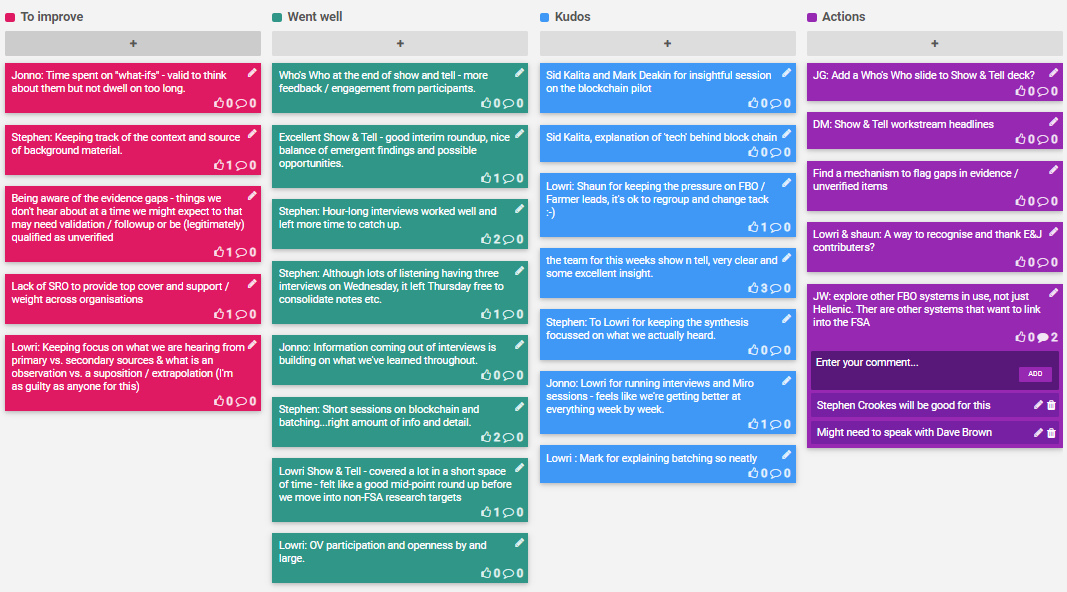 To improve
+
Jonno: Time spent on "what-ifs" - valid to think
about them but not dwell on too long.
0 0
Stephen: Keeping track of the context and source
of background material.
1 0
Being aware of the evidence gaps - things we
don't hear about at a time we might expect to that
may need validation / followup or be (legitimately)
qualified as unverified
1 0
Lack of SRO to provide top cover and support /
weight across organisations
1 0
Lowri: Keeping focus on what we are hearing from
primary vs. secondary sources & what is an
observation vs. a suposition / extrapolation (I'm
as guilty as anyone for this)
0 0
Went well
+
Who's Who at the end of show and tell - more
feedback / engagement from participants.
0 0
Excellent Show & Tell - good interim roundup, nice
balance of emergent findings and possible
opportunities.
1 0
Stephen: Hour-long interviews worked well and
left more time to catch up.
2 0
Stephen: Although lots of listening having three
interviews on Wednesday, it left Thursday free to
consolidate notes etc.
1 0
Jonno: Information coming out of interviews is
building on what we've learned throughout.
0 0
Stephen: Short sessions on blockchain and
batching...right amount of info and detail.
2 0
Lowri Show & Tell - covered a lot in a short space
of time - felt like a good mid-point round up before
we move into non-FSA research targets
1 0
Lowri: OV participation and openness by and
large.
0 0
Kudos
+
Sid Kalita and Mark Deakin for insightful session
on the blockchain pilot
0 0
Sid Kalita, explanation of 'tech' behind block chain
0 0
Lowri: Shaun for keeping the pressure on FBO /
Farmer leads, it's ok to regroup and change tack
:-)
1 0
the team for this weeks show n tell, very clear and
some excellent insight.
3 0
Stephen: To Lowri for keeping the synthesis
focussed on what we actually heard.
0 0
Jonno: Lowri for running interviews and Miro
sessions - feels like we're getting better at
everything week by week.
1 0
Lowri : Mark for explaining batching so neatly
0 0
Actions
+
JG: Add a Who's Who slide to Show & Tell deck?
0 0
DM: Show & Tell workstream headlines
0 0
Find a mechanism to flag gaps in evidence /
unverified items
0 0
Lowri & shaun: A way to recognise and thank E&J
contributers?
0 0
JW: explore other FBO systems in use, not just
Hellenic. Ther are other systems that want to link
into the FSA
0 2
Enter your comment...
ADD
Stephen Crookes will be good for this
Might need to speak with Dave Brown